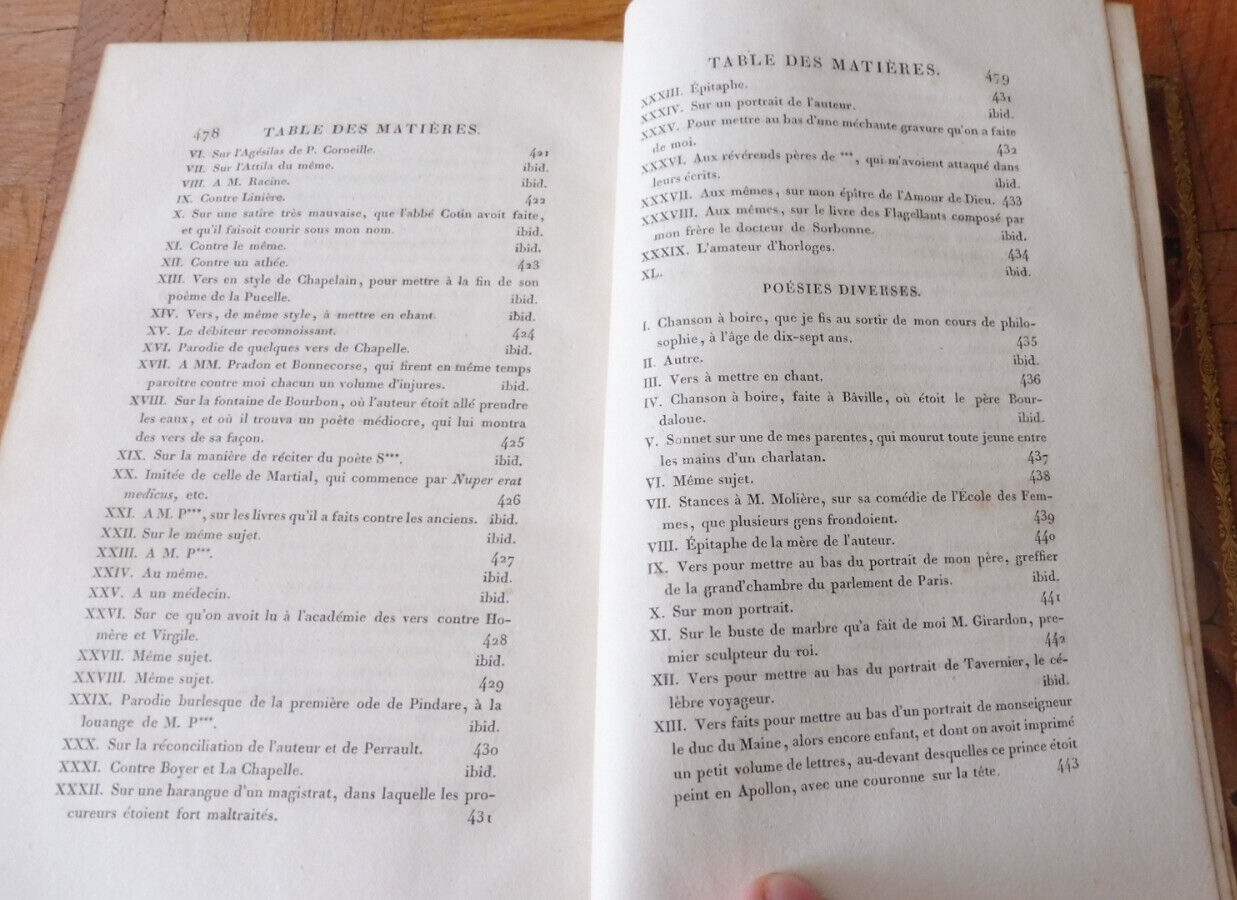 478 TABLE DES MATIÈRES.
VI. Sur l'Agésilas de P. Corneille. 421
VII. Sur l'Attila du même. ibid.
VIII. A M. Racine. ibid.
IX. Contre Linière. 422
X. Sur une satire très mauvaise, que l'abbé Cotin avoit faite,
et qu'il faisoit courir sous mon nom. ibid.
XI. Contre le même. ibid.
XII. Contre un athée. 423
XIII. Vers en style de Chapelain, pour mettre à la fin de son
poème de la Pucelle. ibid.
XIV. Vers, de même style, à mettre en chant. ibid.
XV. Le débiteur reconnoissant. 424
XVI. Parodie de quelques vers de Chapelle. ibid.
XVII. A MM. Pradon et Bonnecorse, qui firent en même temps
paroître contre moi chacun un volume d'injures. ibid.
XVIII. Sur la fontaine de Bourbon, où l'auteur étoit allé prendre
les eaux, et où il trouva un poète médiocre, qui lui montra
des vers de sa façon. 425
XIX. Sur la manière de réciter du poète S***. ibid.
XX. Imitée de celle de Martial, qui commence par Nuper erat
medicus, etc. 426
XXI. A M. P***, sur les livres qu'il a faits contre les anciens. ibid.
XXII. Sur le même sujet. ibid.
XXIII. A M. P***. 427
XXIV. Au même. ibid.
XXV. A un médecin. ibid.
XXVI. Sur ce qu'on avoit lu à l'académie des vers contre Ho-
mère et Virgile. 428
XXVII. Même sujet. ibid.
XXVIII. Même sujet. 429
XXIX. Parodie burlesque de la première ode de Pindare, à la
louange de M. P***. ibid.
XXX. Sur la réconciliation de l'auteur et de Perrault. 430
XXXI. Contre Boyer et La Chapelle. ibid.
XXXII. Sur une harangue d'un magistrat, dans laquelle les pro-
cureurs étoient fort maltraités. 431
TABLE DES MATIÈRES. 479
XXXIII. Épitaphe. 431
XXXIV. Sur un portrait de l'auteur. ibid.
XXXV. Pour mettre au bas d'une méchante gravure qu'on a faite
de moi. 432
XXXVI. Aux révérends pères de ***, qui m'avoient attaqué dans
leurs écrits. ibid.
XXXVII. Aux mêmes, sur mon épître de l'Amour de Dieu. 433
XXXVIII. Aux mêmes, sur le livre des Flagellants composé par
mon frère le docteur de Sorbonne. ibid.
XXXIX. L'amateur d'horloges. 434
XL. ibid.
POÉSIES DIVERSES.
I. Chanson à boire, que je fis au sortir de mon cours de philo-
sophie, à l'âge de dix-sept ans. 435
II. Autre. ibid.
III. Vers à mettre en chant. 436
IV. Chanson à boire, faite à Bâville, où étoit le père Bour-
daloue. ibid.
V. Sonnet sur une de mes parentes, qui mourut toute jeune entre
les mains d'un charlatan. 437
VI. Même sujet. 438
VII. Stances à M. Molière, sur sa comédie de l'École des Fem-
mes, que plusieurs gens frondoient. 439
VIII. Épitaphe de la mère de l'auteur. 440
IX. Vers pour mettre au bas du portrait de mon père, greffier
de la grand'chambre du parlement de Paris. ibid.
X. Sur mon portrait. 441
XI. Sur le buste de marbre qu'a fait de moi M. Girardon, pre-
mier sculpteur du roi. 442
XII. Vers pour mettre au bas du portrait de Tavernier, le cé-
lèbre voyageur. ibid.
XIII. Vers faits pour mettre au bas d'un portrait de monseigneur
le duc du Maine, alors encore enfant, et dont on avoit imprimé
un petit volume de lettres, au-devant desquelles ce prince étoit
peint en Apollon, avec une couronne sur la tête. 443